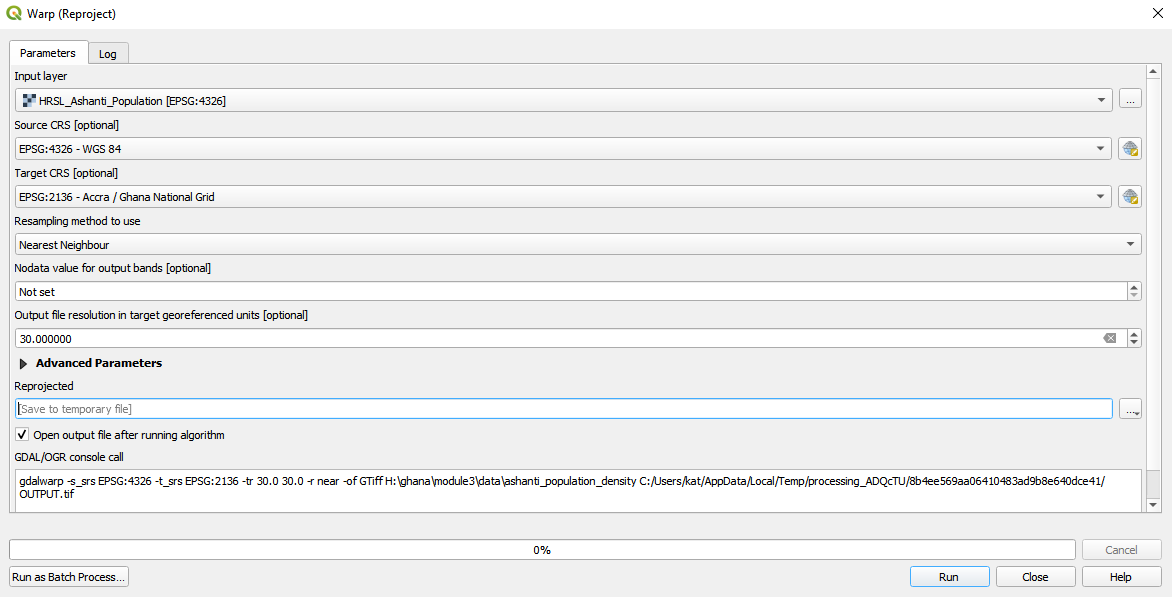 Warp (Reproject)
Parameters
Log
Input layer
HRSL_Ashanti_Population [EPSG:4326]
...
Source CRS [optional]
EPSG:4326 - WGS 84
Target CRS [optional]
EPSG:2136 - Accra / Ghana National Grid
Resampling method to use
Nearest Neighbour
Nodata value for output bands [optional]
Not set
Output file resolution in target georeferenced units [optional]
30.000000
Advanced Parameters
Reprojected
[Save to temporary file]
...
Open output file after running algorithm
GDAL/OGR console call
gdalwarp -s_srs EPSG:4326 -t_srs EPSG:2136 -tr 30.0 30.0 -r near -of GTiff H:\ghana\module3\data\ashanti_population_density C:/Users/kat/AppData/Local/Temp/processing_ADQcTU/8b4ee569aa06410483ad9b8e640dce41/
OUTPUT.tif
0%
Cancel
Run as Batch Process...
Run
Close
Help